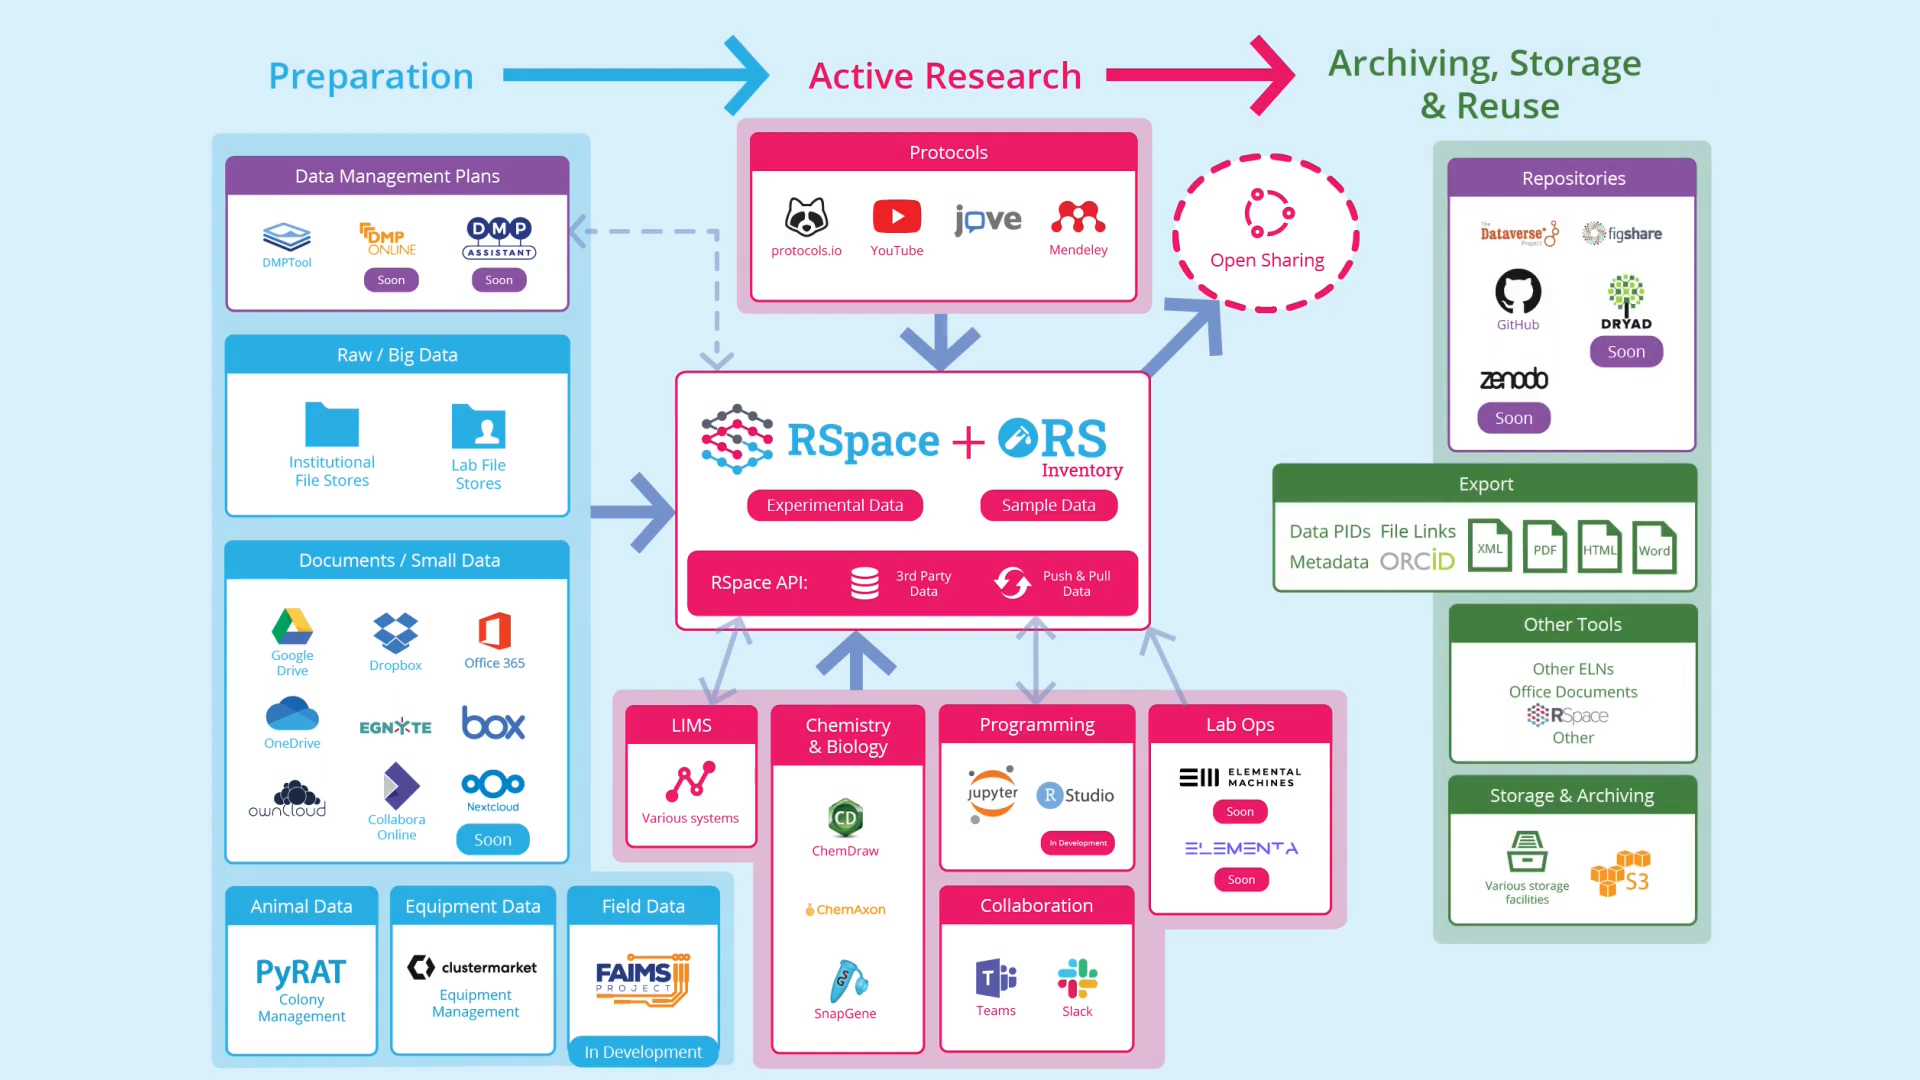 Preparation
Active Research
Archiving, Storage
& Reuse
Data Management Plans
DMPTool
DMP
ONLINE
Soon
DMP
ASSISTANT
Soon
Raw / Big Data
Institutional
File Stores
Lab File
Stores
Documents / Small Data
Google
Drive
Dropbox
Office 365
OneDrive
EGNYTE
box
ownCloud
Collabora
Online
Nextcloud
Soon
Animal Data
PyRAT
Colony
Management
Equipment Data
clustermarket
Equipment
Management
Field Data
FAIMS
PROJECT
In Development
Protocols
protocols.io
YouTube
jove
Mendeley
Open Sharing
RSpace + RS
Inventory
Experimental Data
Sample Data
RSpace API:
3rd Party
Data
Push & Pull
Data
LIMS
Various systems
Chemistry
& Biology
CD
ChemDraw
ChemAxon
SG
SnapGene
Programming
jupyter
R Studio
In Development
Collaboration
T
Teams
Slack
Lab Ops
ELEMENTAL
MACHINES
Soon
ELEMENTA
Soon
Repositories
The
Dataverse
Project
figshare
GitHub
DRYAD
Soon
zenodo
Soon
Export
Data PIDs
File Links
Metadata
ORCiD
XML
PDF
HTML
Word
Other Tools
Other ELNs
Office Documents
RSpace
Other
Storage & Archiving
Various storage
facilities
S3